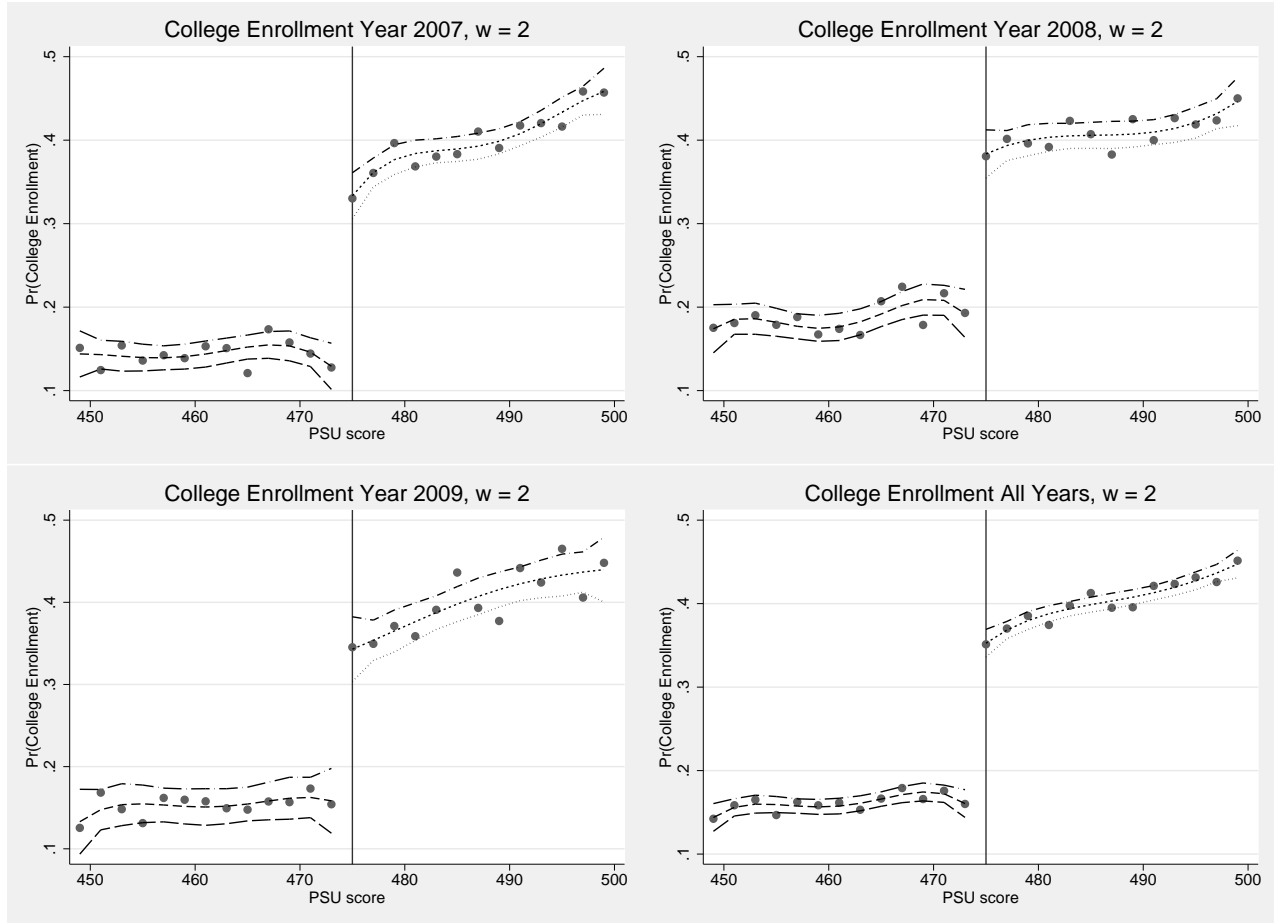 College Enrollment Year 2007, w = 2
Pr(College Enrollment)
.5
.4
.3
.2
.1
450 460 470 480 490 500
PSU score
College Enrollment Year 2008, w = 2
Pr(College Enrollment)
.5
.4
.3
.2
.1
450 460 470 480 490 500
PSU score
College Enrollment Year 2009, w = 2
Pr(College Enrollment)
.5
.4
.3
.2
.1
450 460 470 480 490 500
PSU score
College Enrollment All Years, w = 2
Pr(College Enrollment)
.5
.4
.3
.2
.1
450 460 470 480 490 500
PSU score